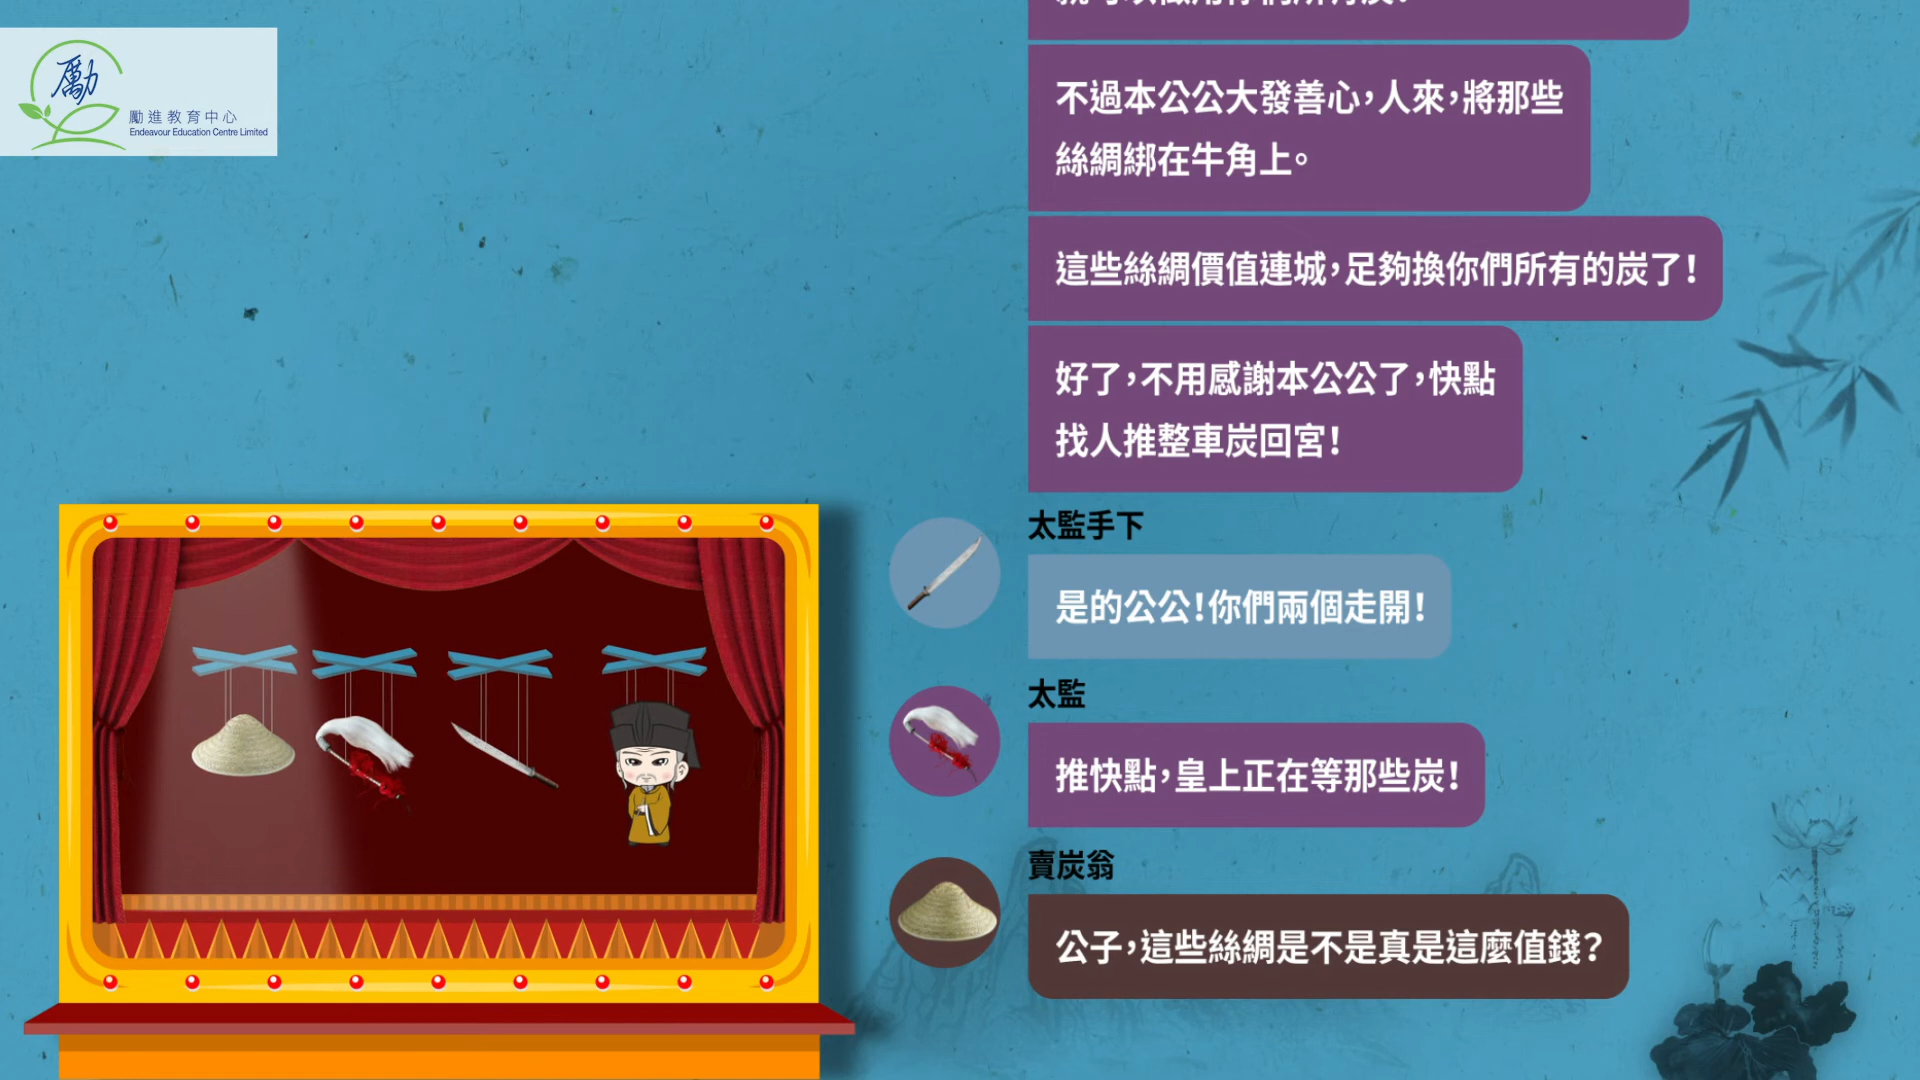 勵
勵進教育中心
Endeavour Education Centre Limited
不過本公公大發善心，人來，將那些
絲綢綁在牛角上。
這些絲綢價值連城，足夠換你們所有的炭了！
好了，不用感謝本公公了，快點
找人推整車炭回宮！
太監手下
是的公公！你們兩個走開！
太監
推快點，皇上正在等那些炭！
賣炭翁
公子，這些絲綢是不是真是這麼值錢？